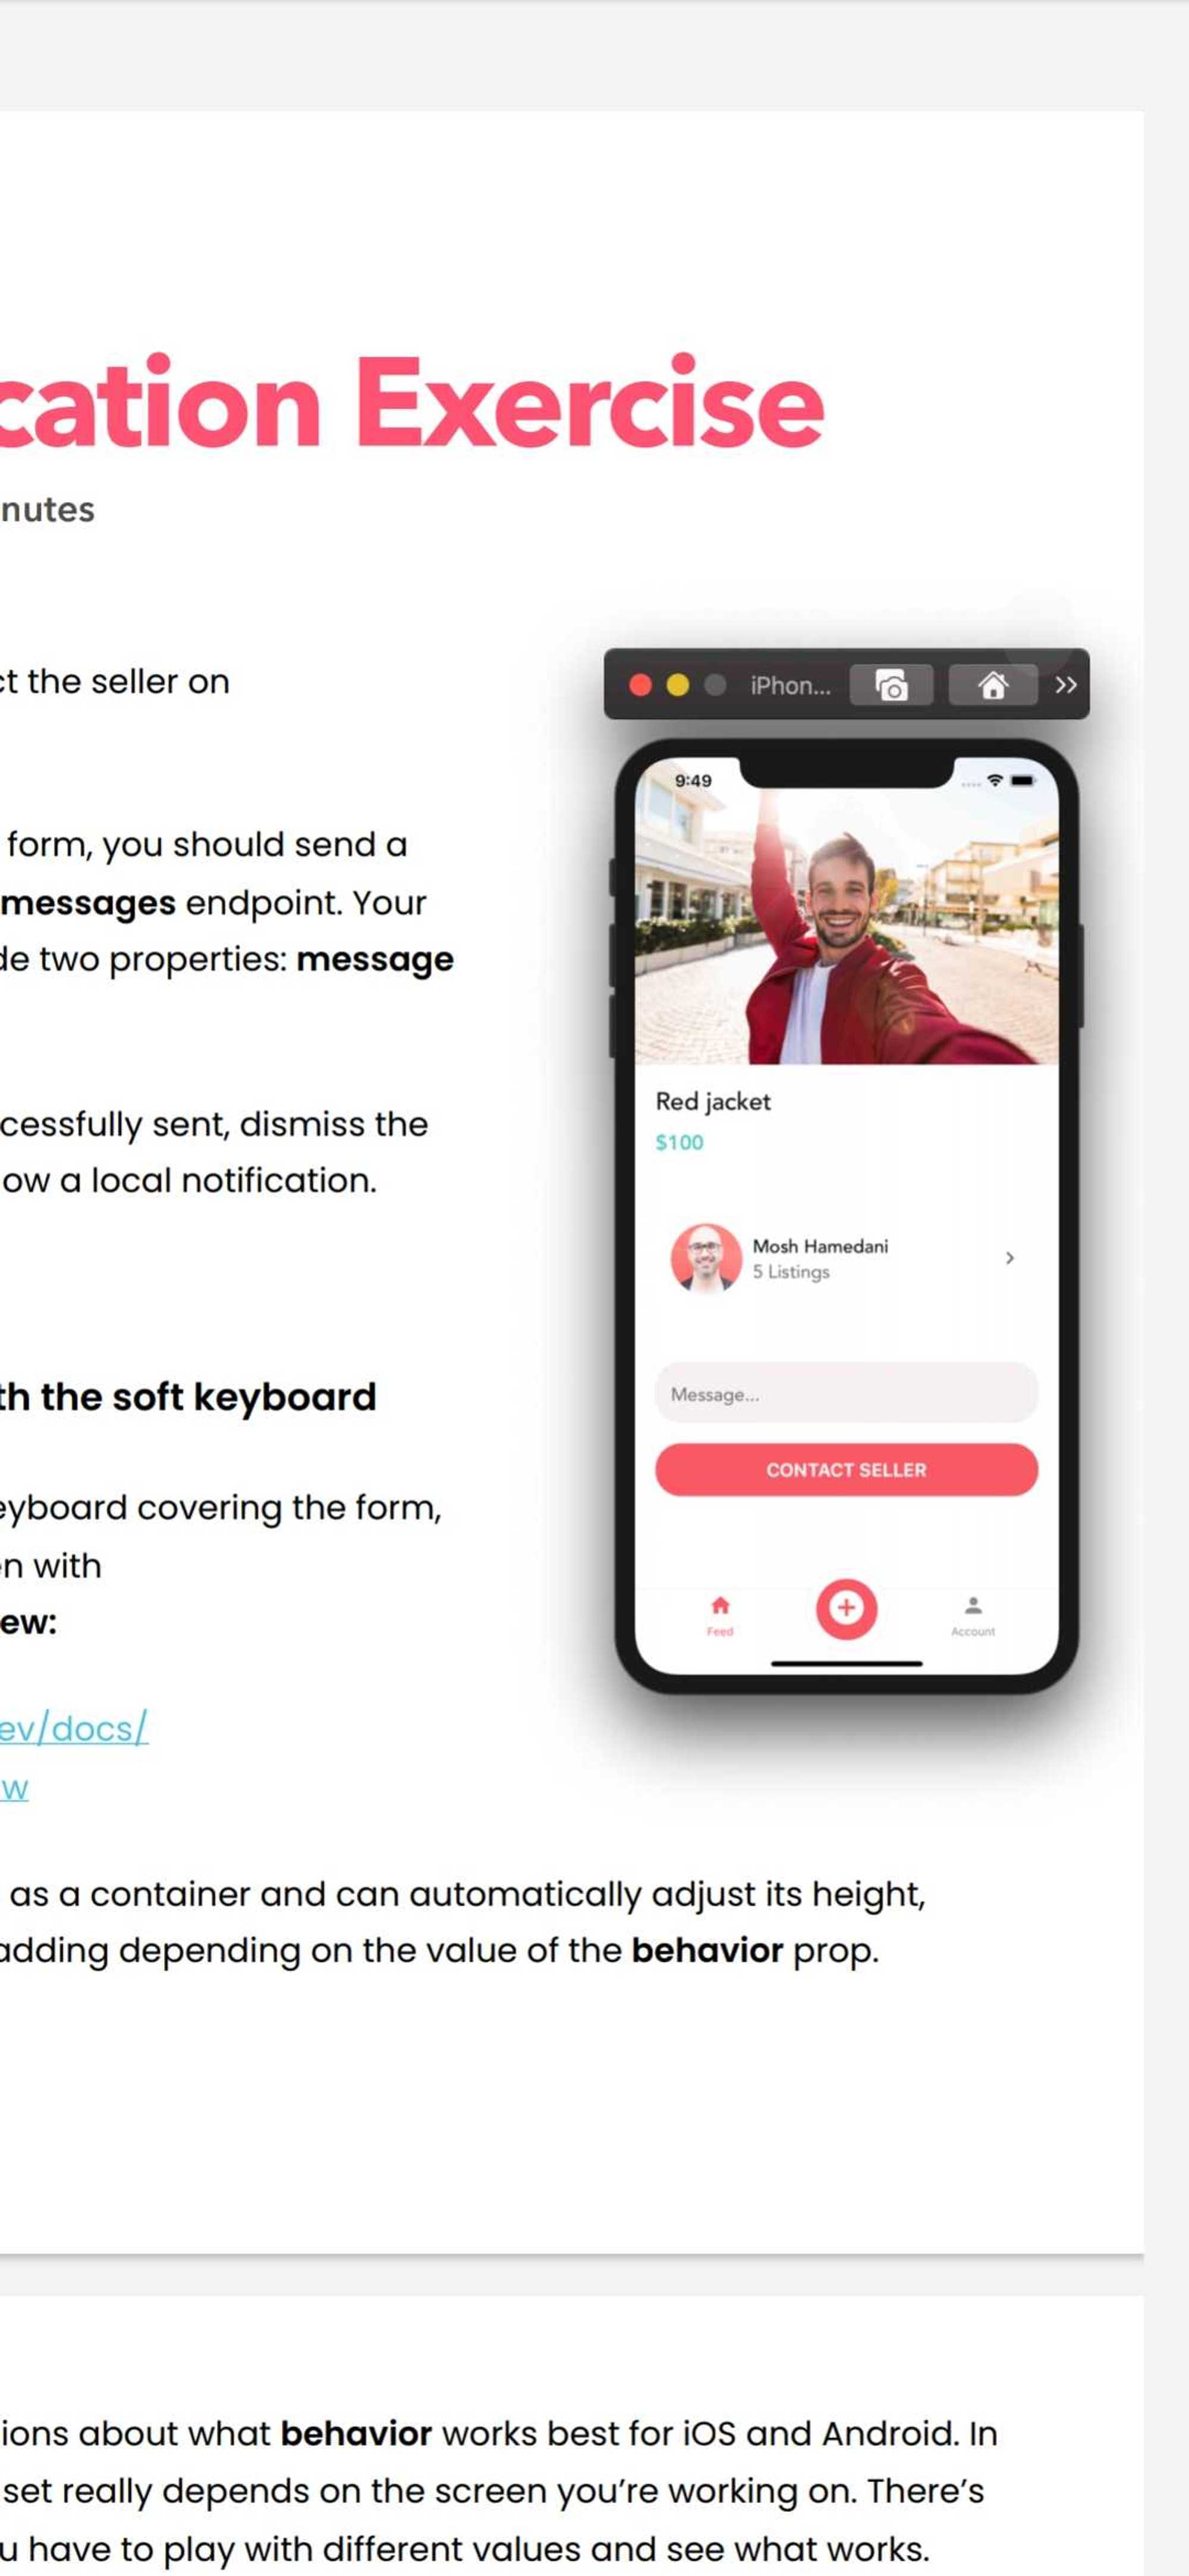 cation Exercise
nutes
ct the seller on
form, you should send a
messages endpoint. Your
de two properties: message
cessfully sent, dismiss the
ow a local notification.
th the soft keyboard
eyboard covering the form,
en with
ew:
ev/docs/
w
iPhon...
9:49
Red jacket
$100
Mosh Hamedani
5 Listings
Message...
CONTACT SELLER
Feed
Account
as a container and can automatically adjust its height,
adding depending on the value of the behavior prop.
ions about what behavior works best for iOS and Android. In
set really depends on the screen you’re working on. There’s
u have to play with different values and see what works.